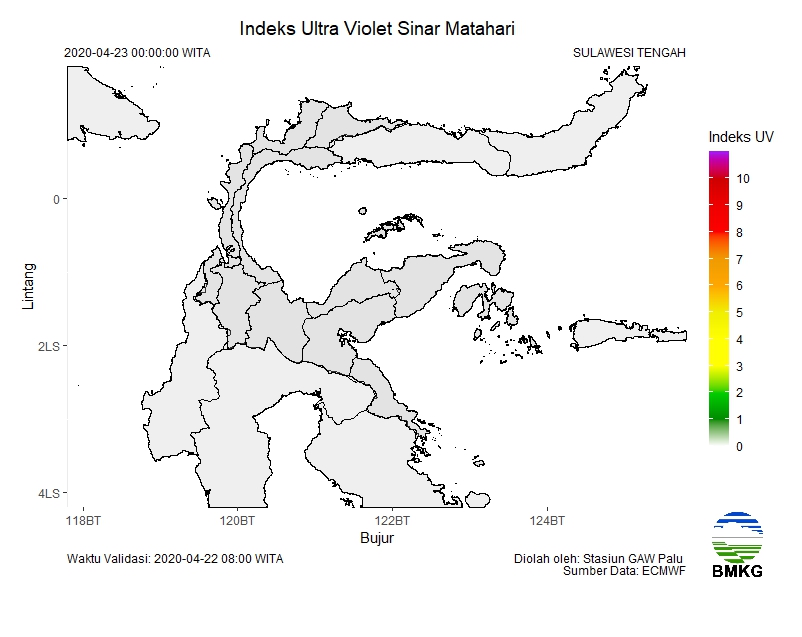 Indeks Ultra Violet Sinar Matahari
2020-04-23 00:00:00 WITA
SULAWESI TENGAH
Indeks UV
10
9
8
7
6
5
4
3
2
1
0
Lintang
0
2LS
4LS
118BT
120BT
122BT
124BT
Bujur
Waktu Validasi: 2020-04-22 08:00 WITA
Diolah oleh: Stasiun GAW Palu
Sumber Data: ECMWF
BMKG